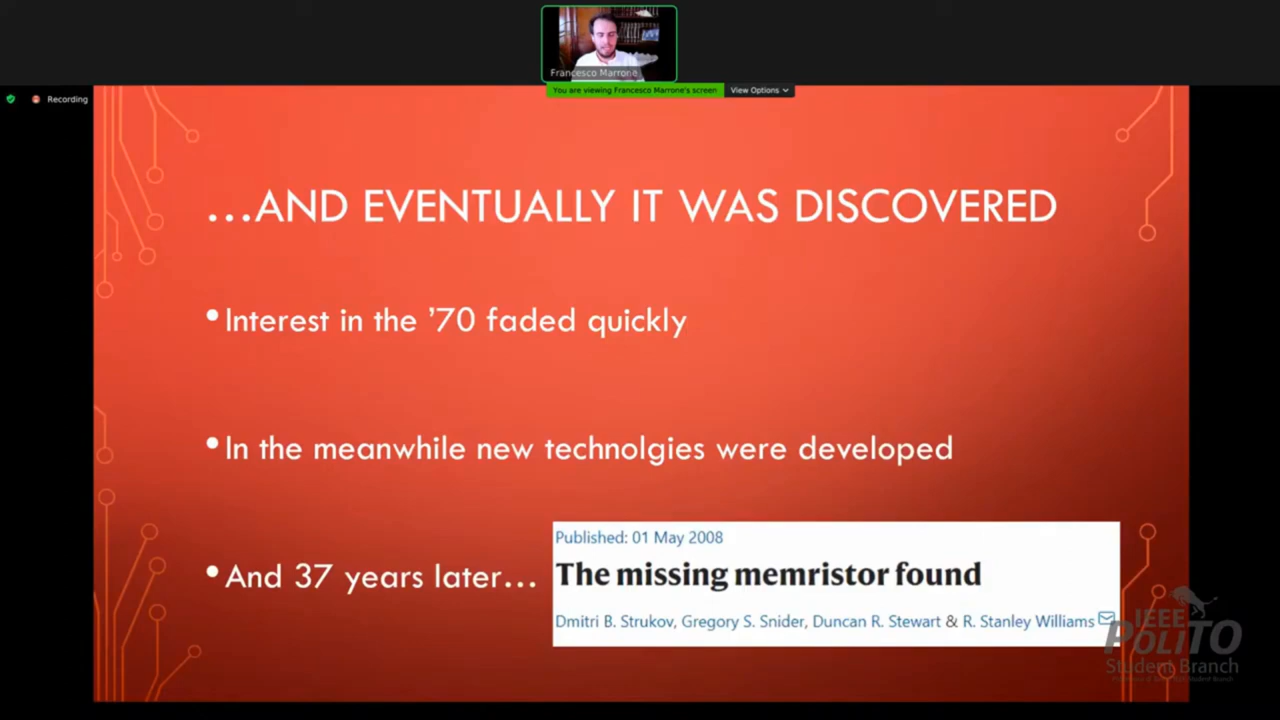 Francesco Marrone
You are viewing Francesco Marrone's screen
View Options
Recording
...AND EVENTUALLY IT WAS DISCOVERED
•Interest in the '70 faded quickly
•In the meanwhile new technolgies were developed
•And 37 years later...
Published: 01 May 2008
The missing memristor found
Dmitri B. Strukov, Gregory S. Snider, Duncan R. Stewart & R. Stanley Williams
IEEE
POLITO
Student Branch